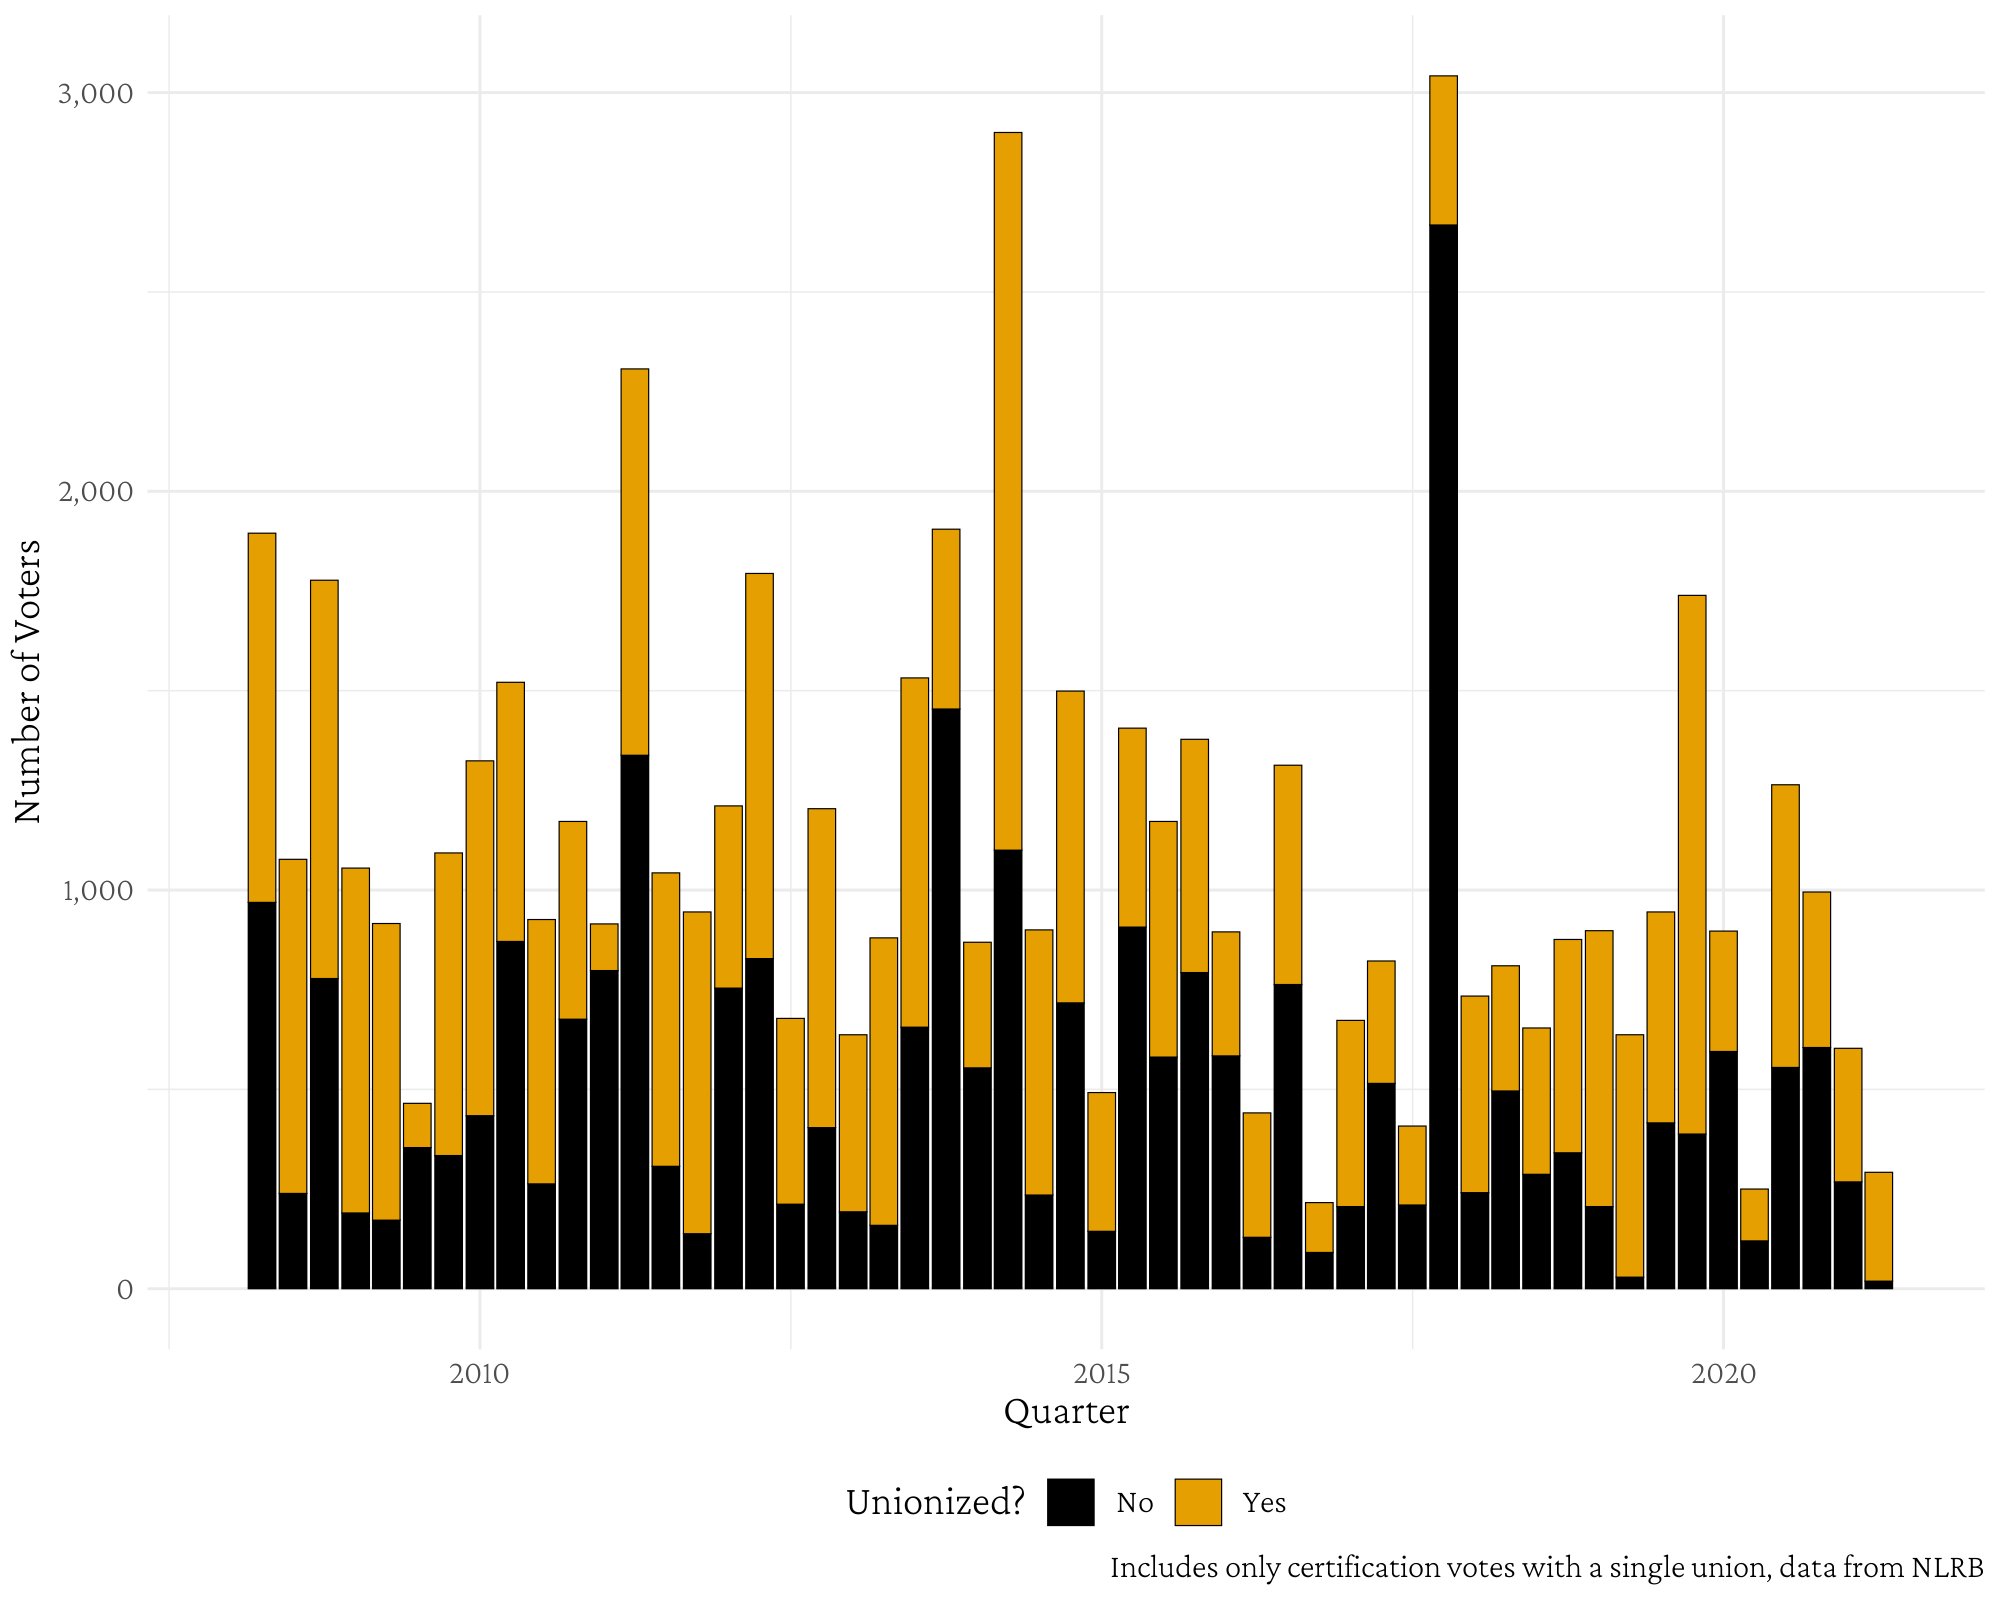 3,000
2,000
1,000
0
Number of Voters
2010
2015
2020
Quarter
Unionized? No Yes
Includes only certification votes with a single union, data from NLRB